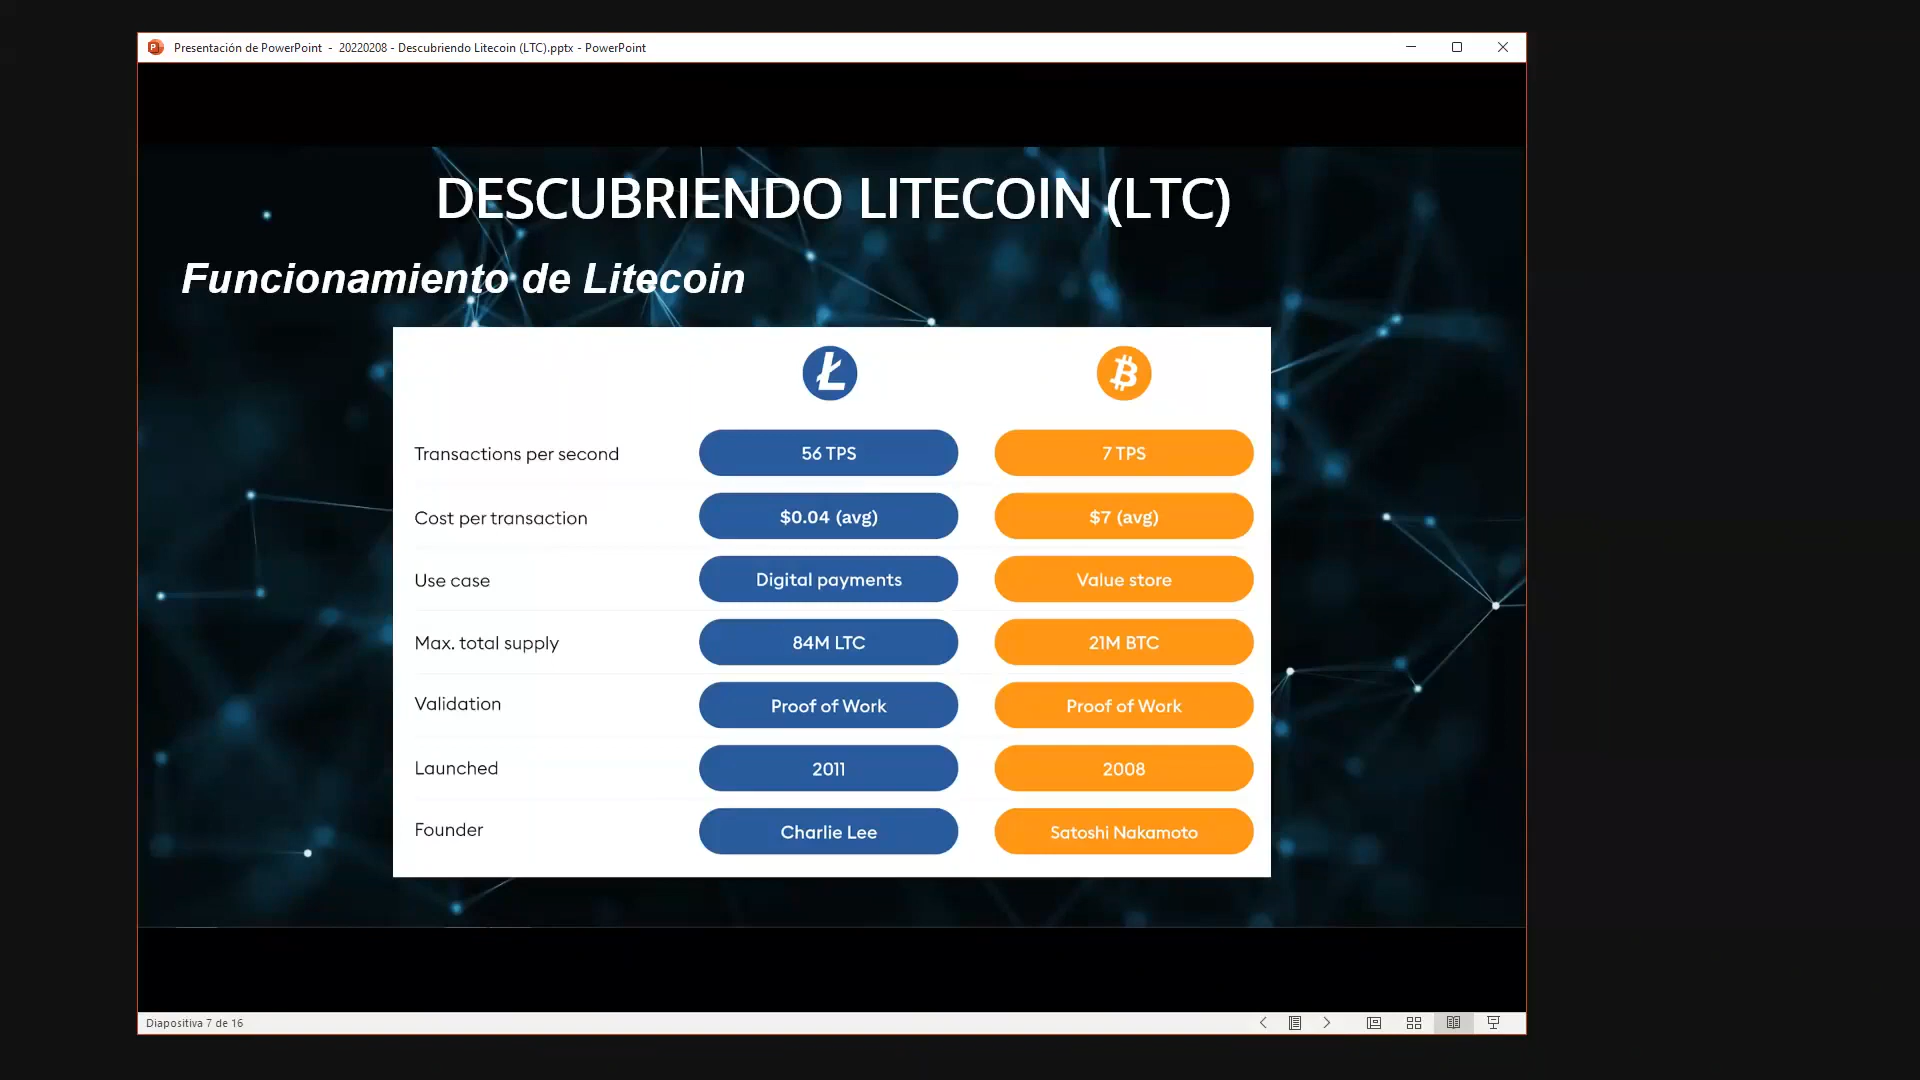 Presentación de PowerPoint - 20220208 - Descubriendo Litecoin (LTC).pptx - PowerPoint
DESCUBRIENDO LITECOIN (LTC)
Funcionamiento de Litecoin
Transactions per second 56 TPS 7 TPS
Cost per transaction $0.04 (avg) $7 (avg)
Use case Digital payments Value store
Max. total supply 84M LTC 21M BTC
Validation Proof of Work Proof of Work
Launched 2011 2008
Founder Charlie Lee Satoshi Nakamoto
Diapositiva 7 de 16